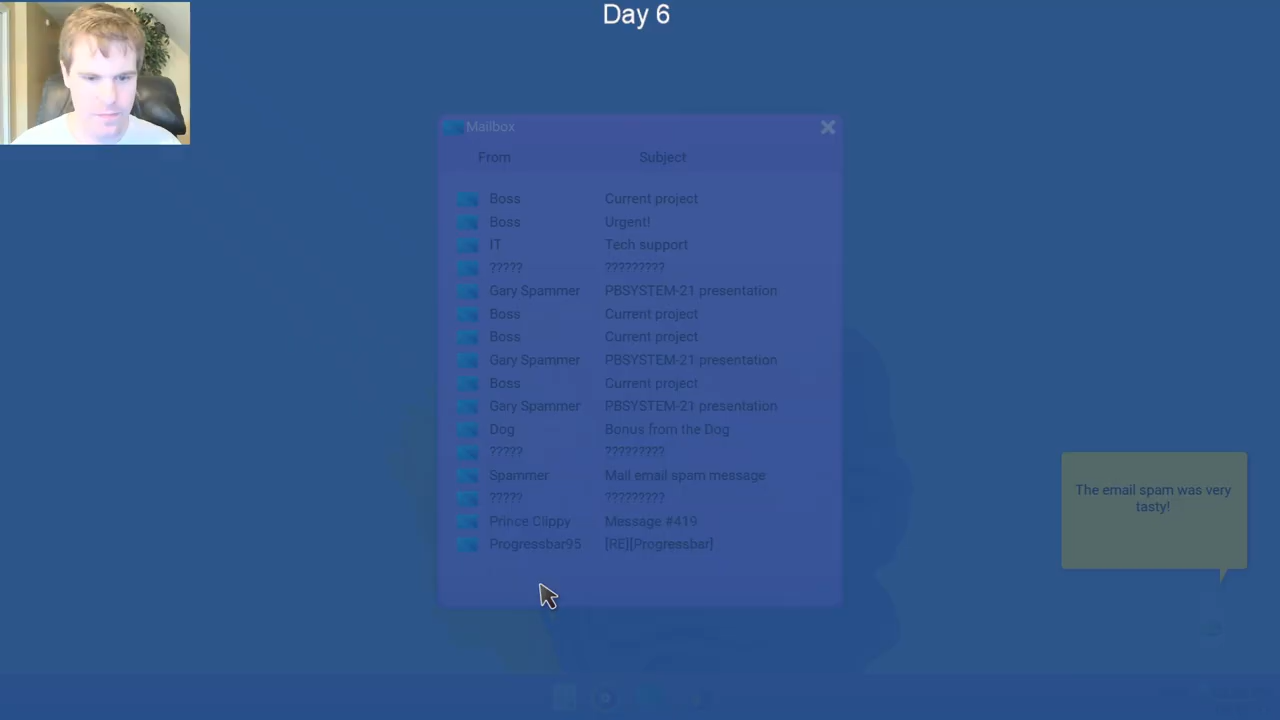 Day 6
Mailbox
From Subject
Boss Current project
Boss Urgent!
IT Tech support
????? ?????????
Gary Spammer PBSYSTEM-21 presentation
Boss Current project
Boss Current project
Gary Spammer PBSYSTEM-21 presentation
Boss Current project
Gary Spammer PBSYSTEM-21 presentation
Dog Bonus from the Dog
????? ?????????
Spammer Mail email spam message
????? ?????????
Prince Clippy Message #419
Progressbar95 [RE][Progressbar]
The email spam was very
tasty!